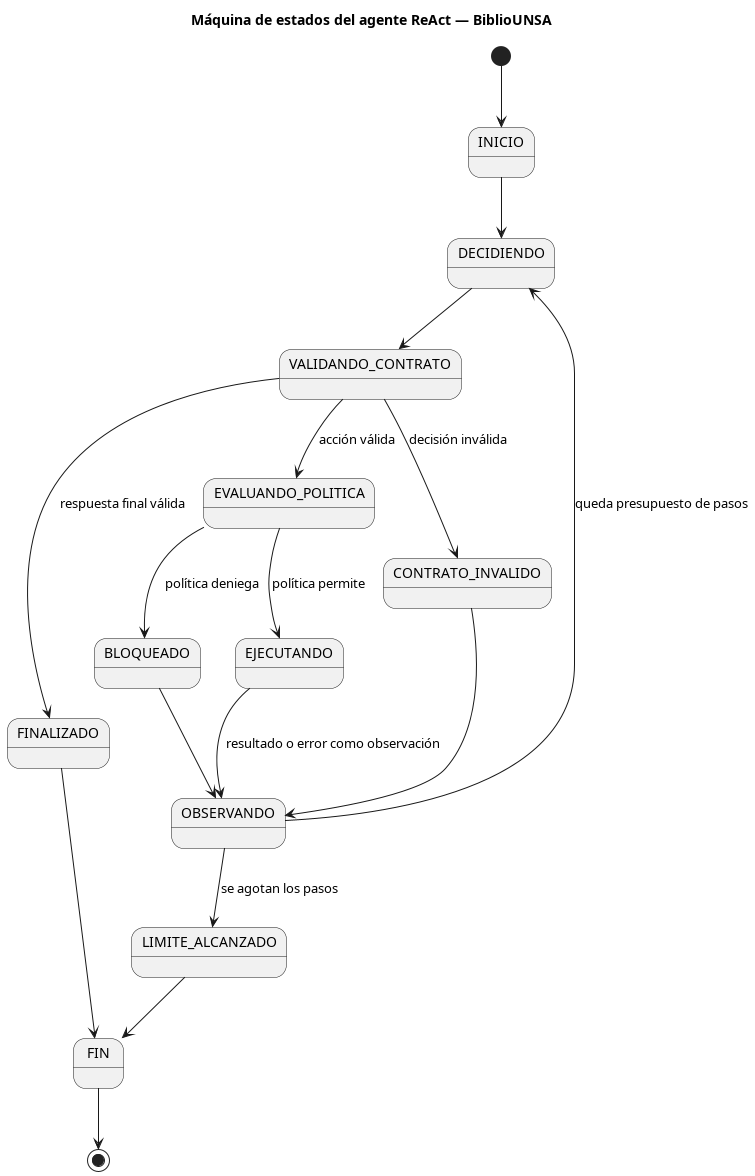 Máquina de estados del agente ReAct — BiblioUNSA
INICIO
DECIDIENDO
VALIDANDO_CONTRATO
acción válida
decisión inválida
EVALUANDO_POLITICA
respuesta final válida
queda presupuesto de pasos
CONTRATO_INVALIDO
política deniega
política permite
BLOQUEADO
EJECUTANDO
FINALIZADO
resultado o error como observación
OBSERVANDO
se agotan los pasos
LIMITE_ALCANZADO
FIN